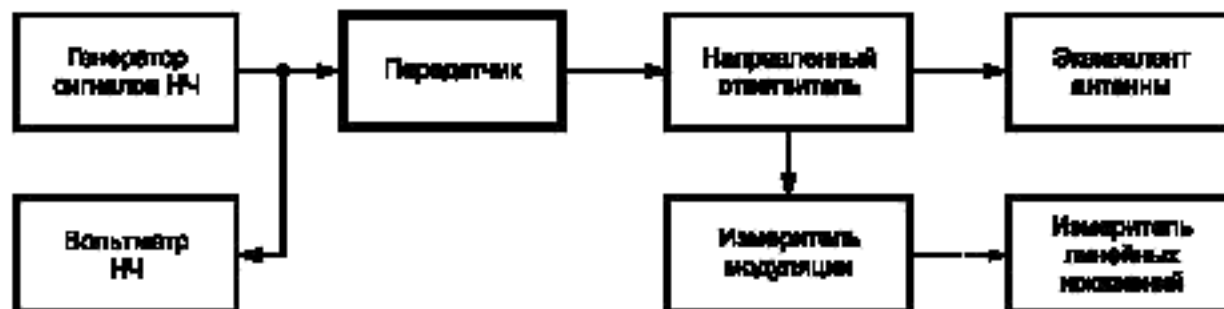 Генератор
сигналов НЧ
Передатчик
Направленный
ответвитель
Эквивалент
антенны
Вольтметр
НЧ
Измеритель
модуляции
Измеритель
линейных
искажений